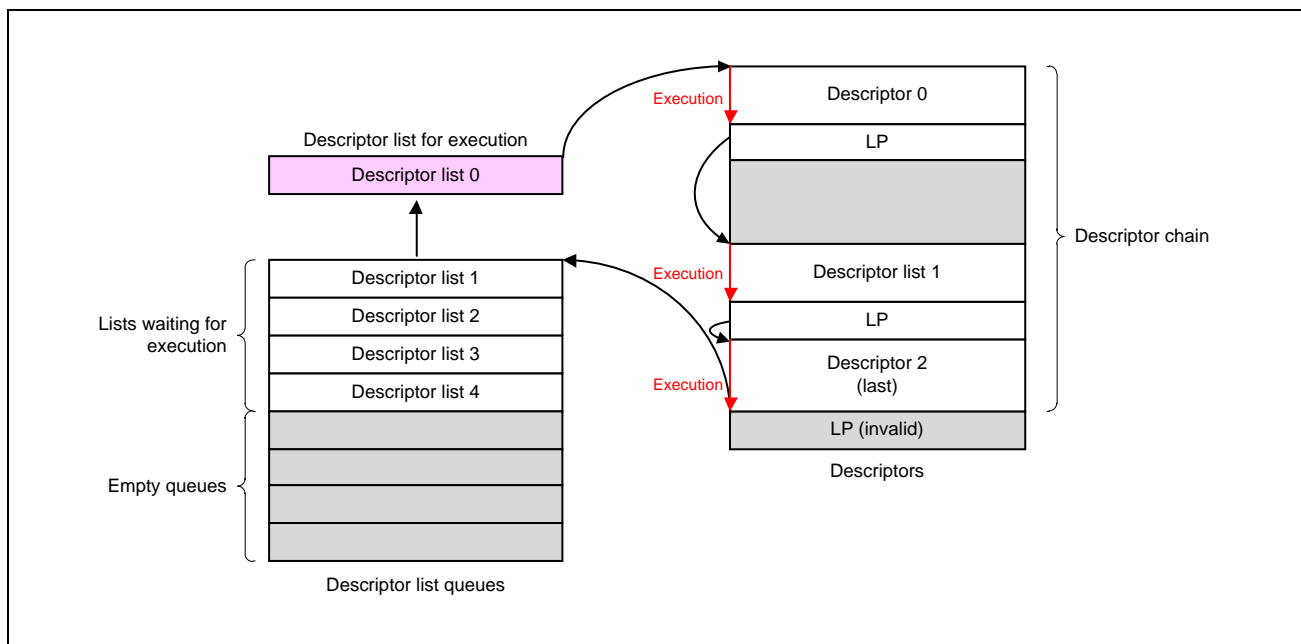 Descriptor list for execution
Descriptor list 0
Descriptor list 1
Descriptor list 2
Descriptor list 3
Descriptor list 4
Lists waiting for
execution
Empty queues
Descriptor list queues
Execution
Descriptor 0
LP
Execution
Descriptor list 1
LP
Execution
Descriptor 2
(last)
LP (invalid)
Descriptors
Descriptor chain